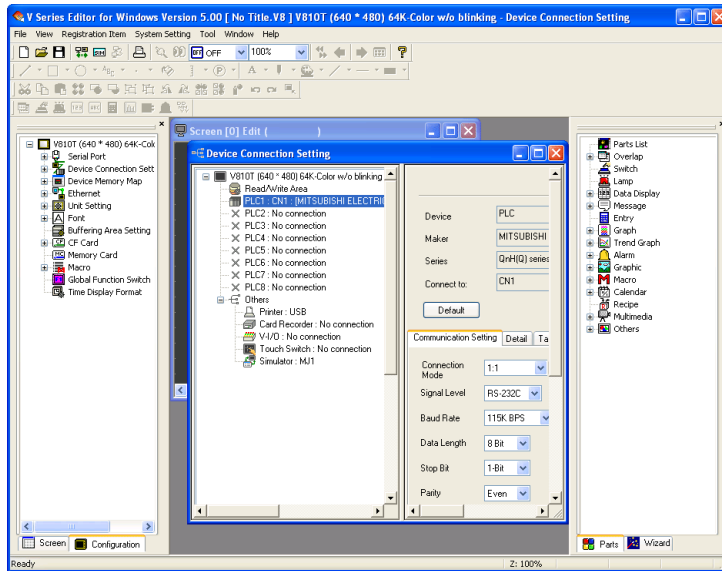 V Series Editor for Windows Version 5.00 [ No Title.V8 ] V810T (640 * 480) 64K-Color w/o blinking - Device Connection Setting
File View Registration Item System Setting Tool Window Help
OFF OFF 100%
Screen [0] Edit ( )
Device Connection Setting
V810T (640 * 480) 64K-Col
Serial Port
Device Connection Sett
Device Memory Map
Ethernet
Unit Setting
Font
Buffering Area Setting
CF Card
Memory Card
Macro
Global Function Switch
Time Display Format
Screen Configuration
V810T (640 * 480) 64K-Color w/o blinking
Read/Write Area
PLC1 : CN1 : [MITSUBISHI ELECTRI
PLC2 : No connection
PLC3 : No connection
PLC4 : No connection
PLC5 : No connection
PLC6 : No connection
PLC7 : No connection
PLC8 : No connection
Others
Printer : USB
Card Recorder : No connection
V-I/O : No connection
Touch Switch : No connection
Simulator : MJ1
Device PLC
Maker MITSUBISHI
Series QnH(Q) series
Connect to: CN1
Default
Communication Setting Detail Ta
Connection Mode 1:1
Signal Level RS-232C
Baud Rate 115K BPS
Data Length 8 Bit
Stop Bit 1-Bit
Parity Even
Parts List
Overlap
Switch
Lamp
Data Display
Message
Entry
Graph
Trend Graph
Alarm
Graphic
Macro
Calendar
Recipe
Multimedia
Others
Parts Wizard
Ready Z: 100%